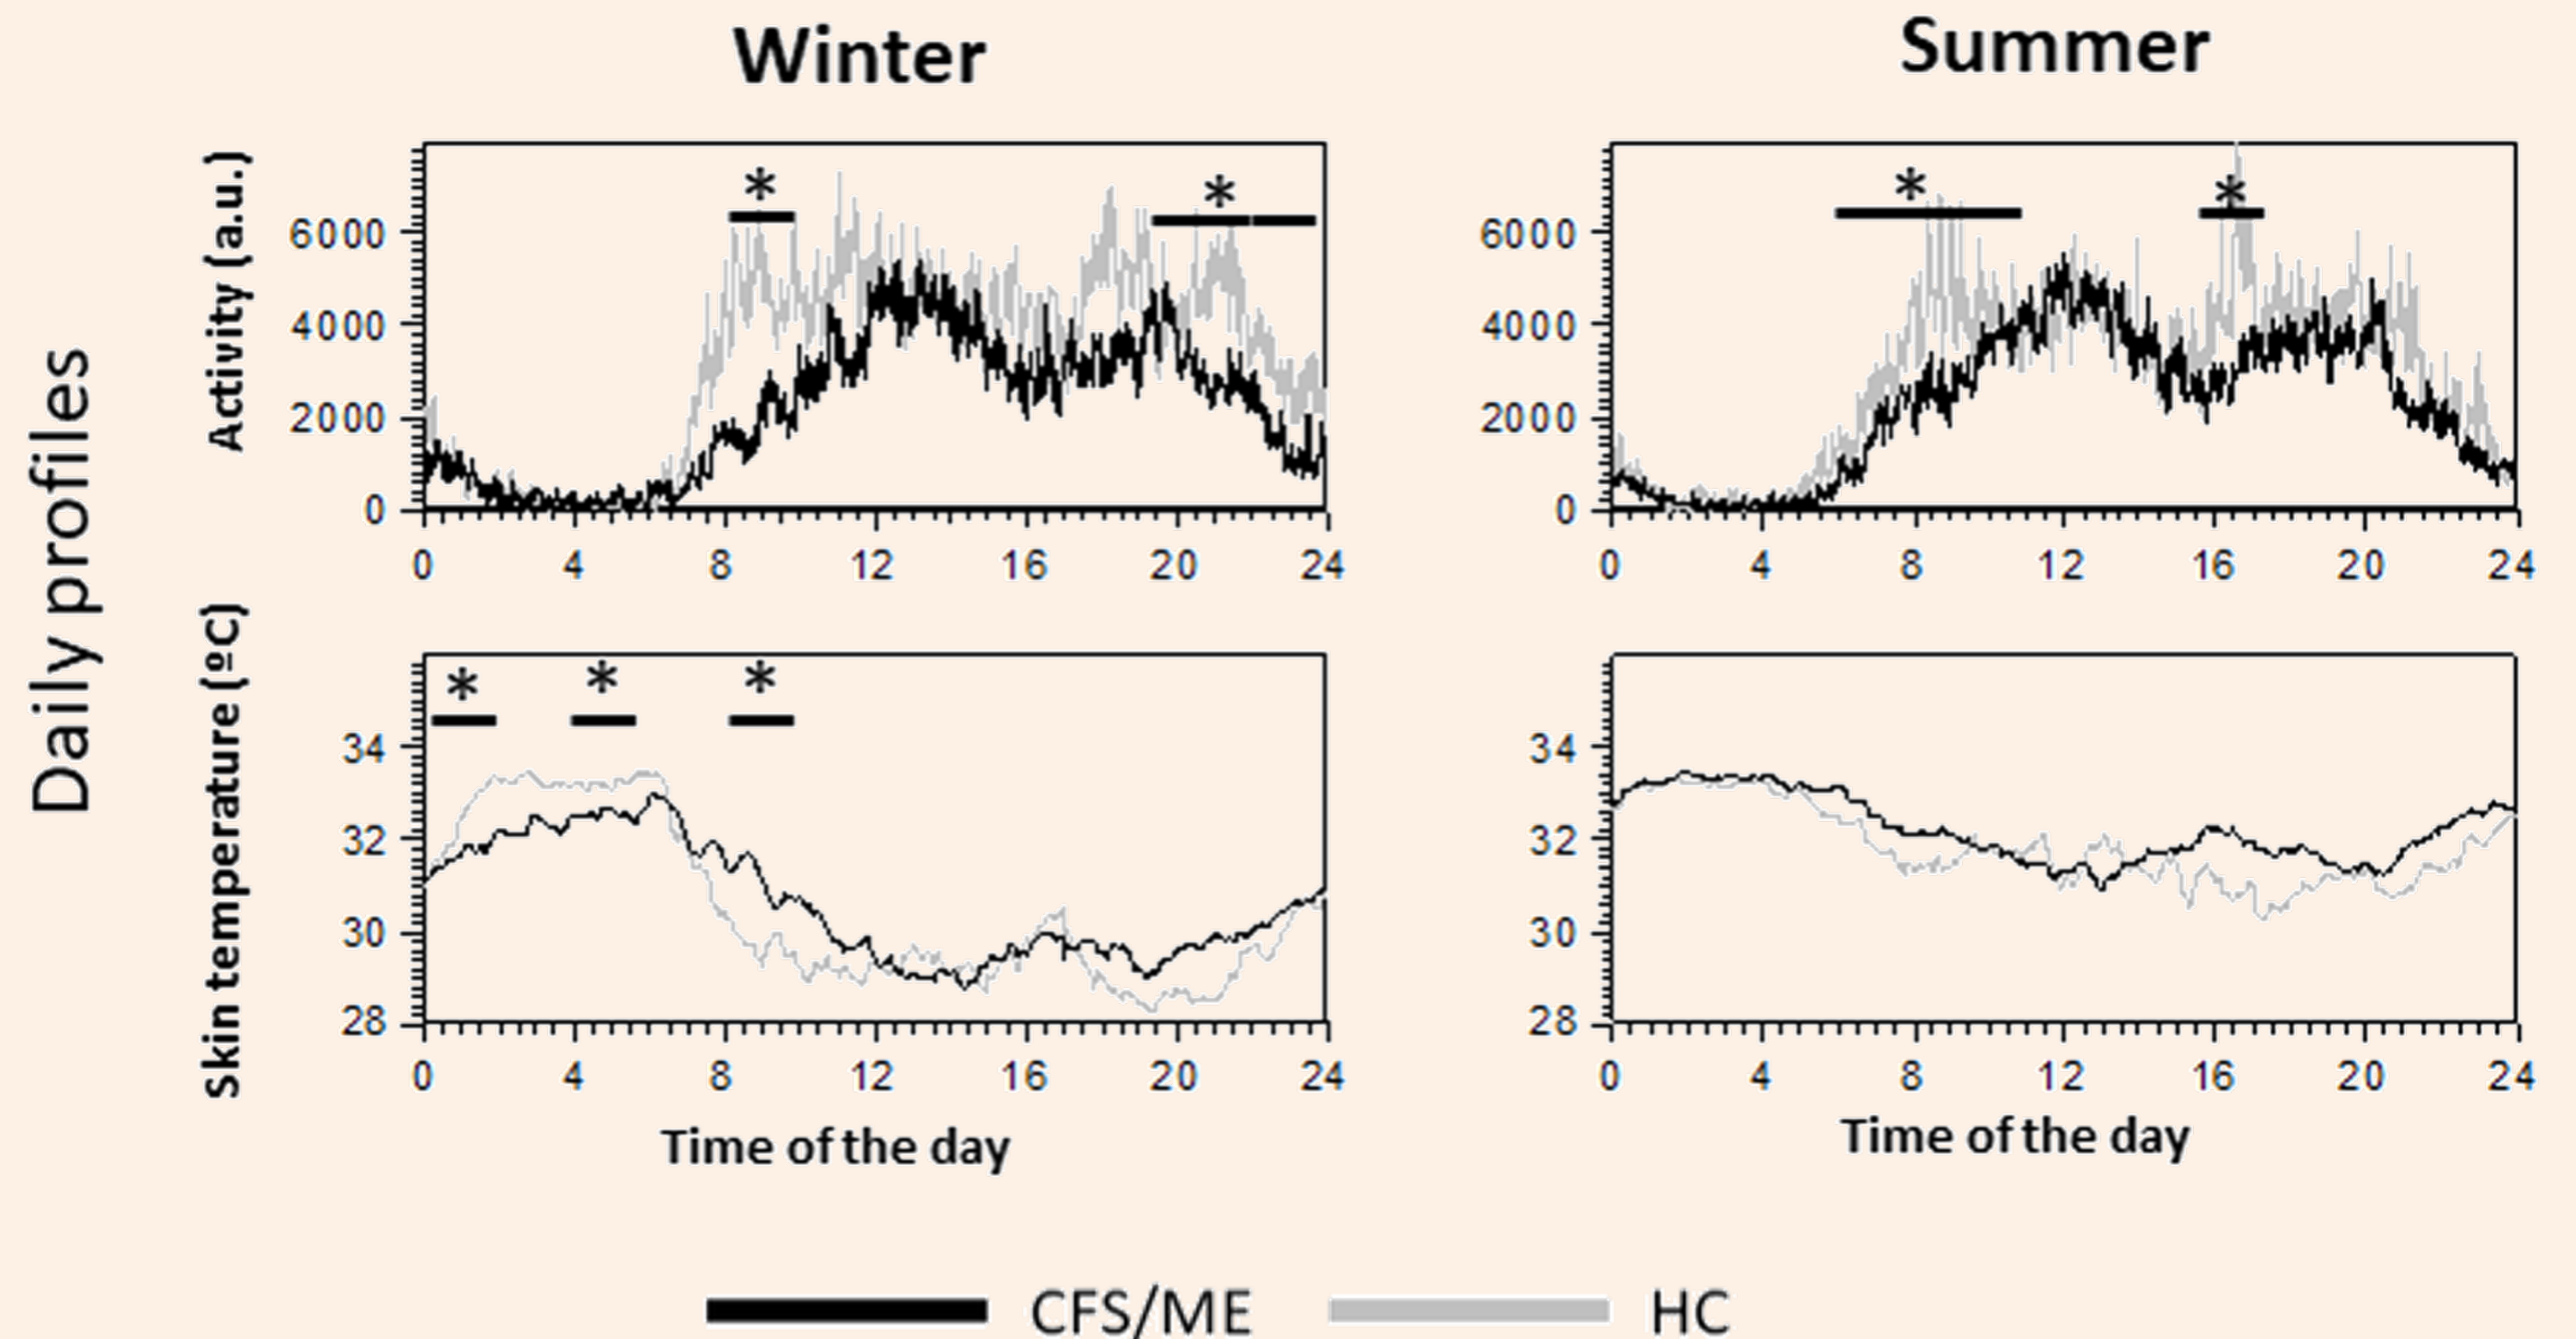 Winter
Summer
Daily profiles
Activity (a.u.)
6000
4000
2000
0
0 4 8 12 16 20 24
* *
6000
4000
2000
0
0 4 8 12 16 20 24
* *
Skin temperature (ºC)
34
32
30
28
0 4 8 12 16 20 24
* * *
Time of the day
34
32
30
28
0 4 8 12 16 20 24
Time of the day
CFS/ME HC